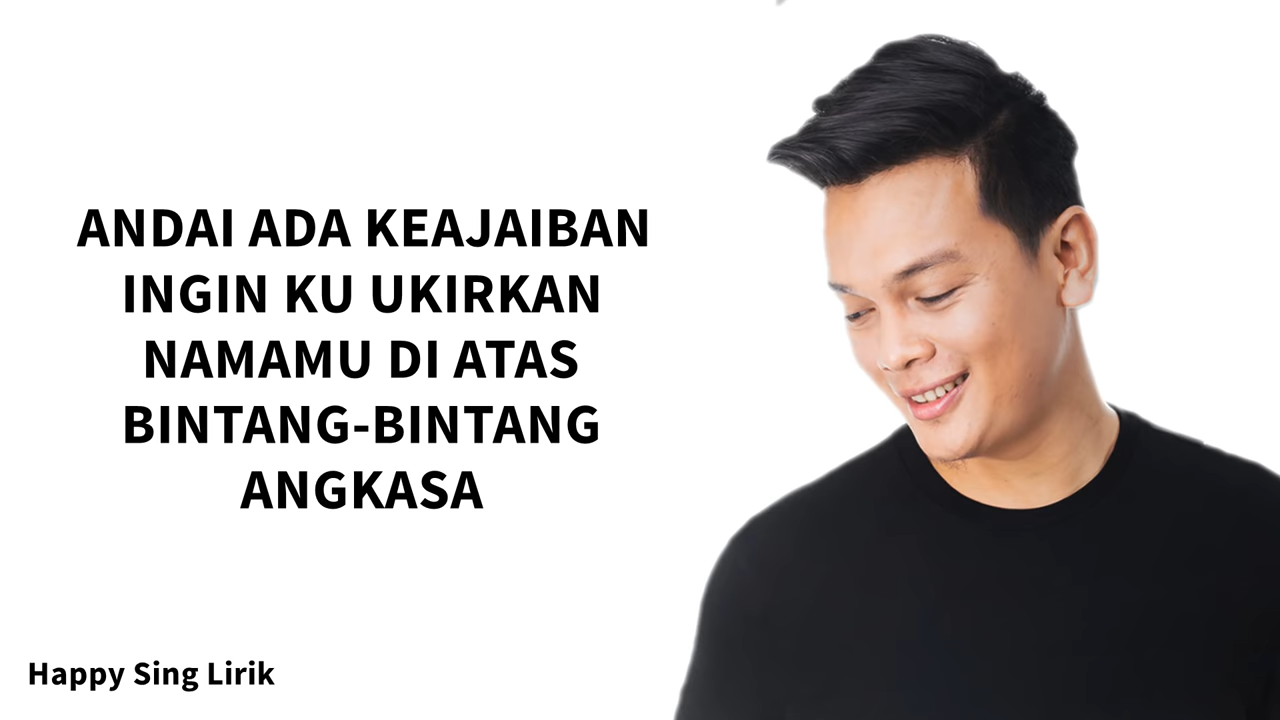 ANDAI ADA KEAJAIBAN
INGIN KU UKIRKAN
NAMAMU DI ATAS
BINTANG-BINTANG
ANGKASA
Happy Sing Lirik